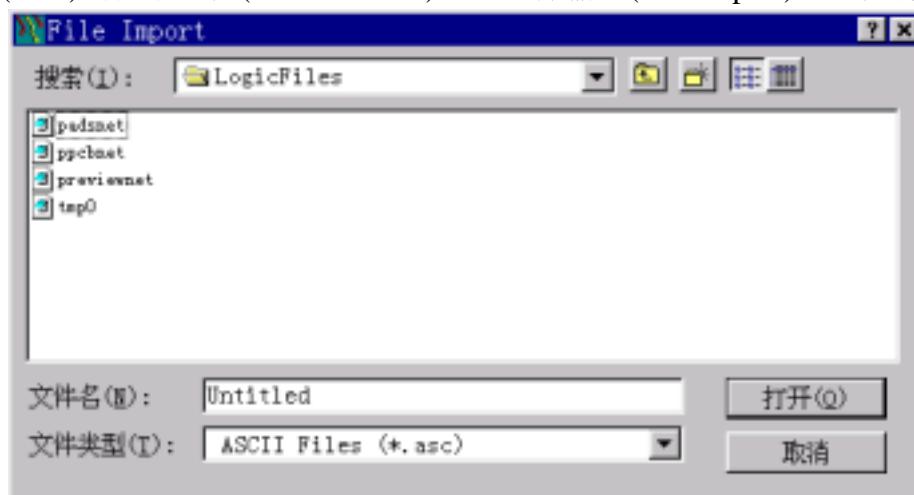 File Import
搜索(I): LogicFiles
padsnet
ppcbnet
previewnet
tmp0
文件名(N): Untitled 打开(O)
文件类型(T): ASCII Files (*.asc) 取消